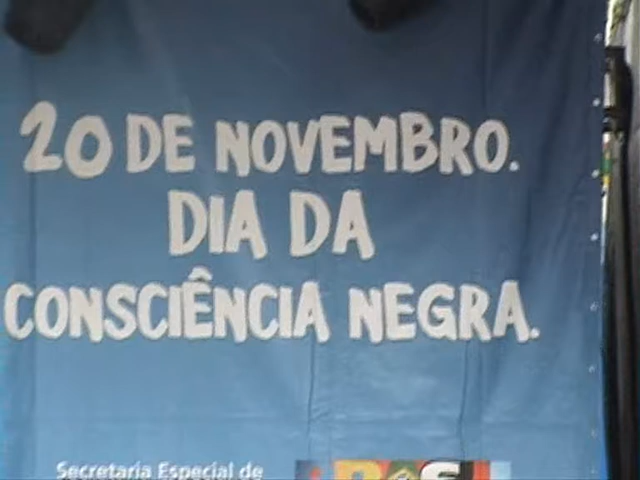 20 DE NOVEMBRO.
DIA DA
CONSCIÊNCIA NEGRA.
Secretaria Especial de